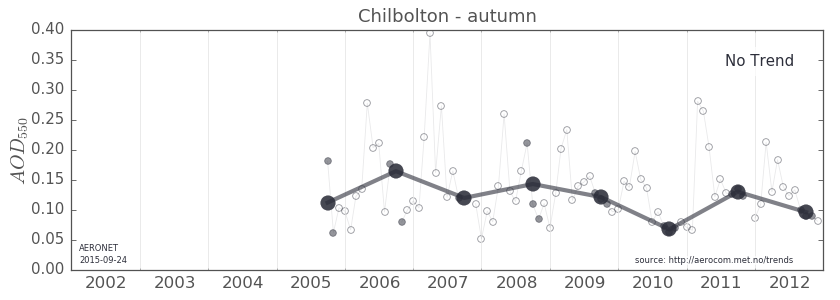 Chilbolton - autumn
0.40
0.35
0.30
0.25
0.20
0.15
0.10
0.05
0.00
AOD550
No Trend
AERONET
2015-09-24
source: http://aerocom.met.no/trends
2002 2003 2004 2005 2006 2007 2008 2009 2010 2011 2012